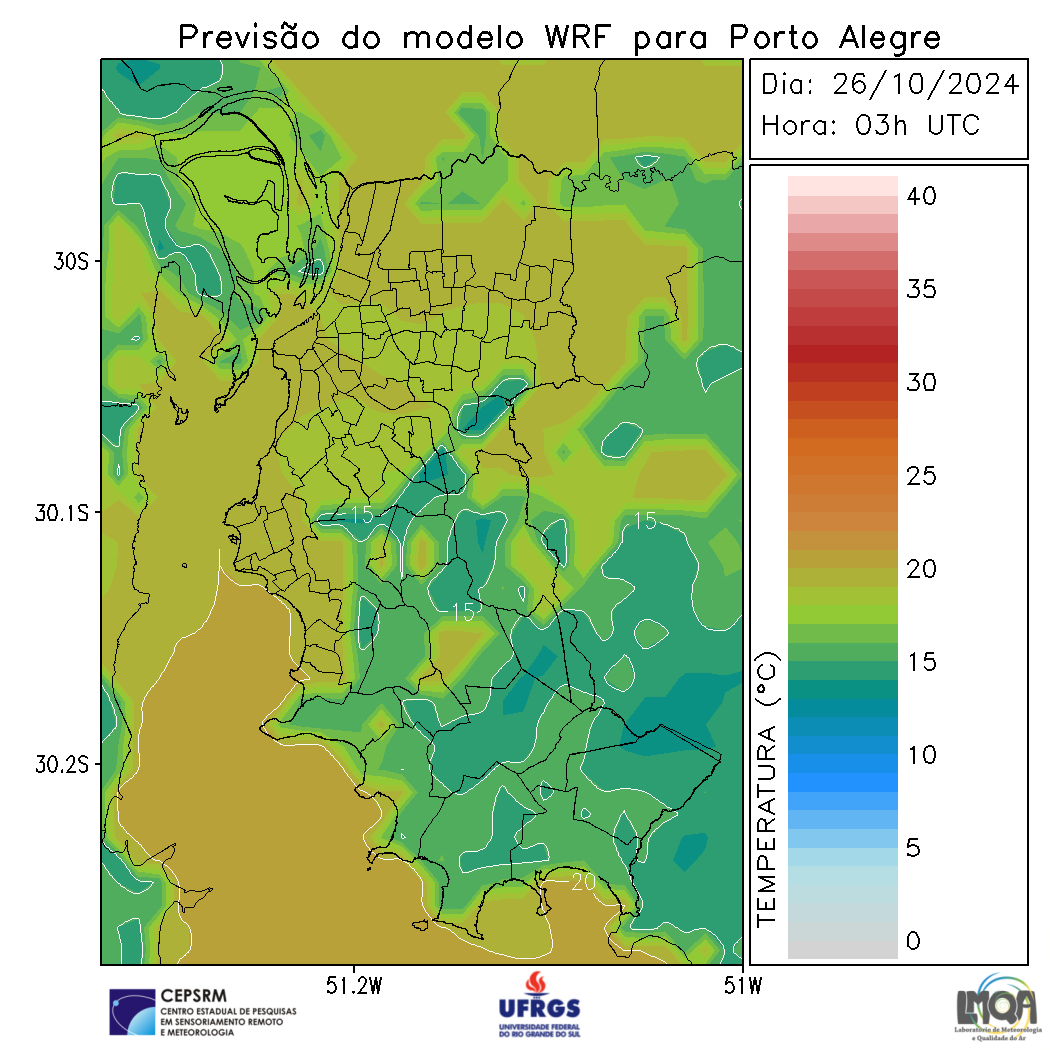 Previsão do modelo WRF para Porto Alegre
Dia: 26/10/2024
Hora: 03h UTC
30S
30.1S
30.2S
51.2W
51W
15
15
15
20
TEMPERATURA (°C)
40
35
30
25
20
15
10
5
0
CEPSRM
CENTRO ESTADUAL DE PESQUISAS
EM SENSORIAMENTO REMOTO
E METEOROLOGIA
UFRGS
UNIVERSIDADE FEDERAL
DO RIO GRANDE DO SUL
LMQA
Laboratório de Meteorologia
e Qualidade do Ar